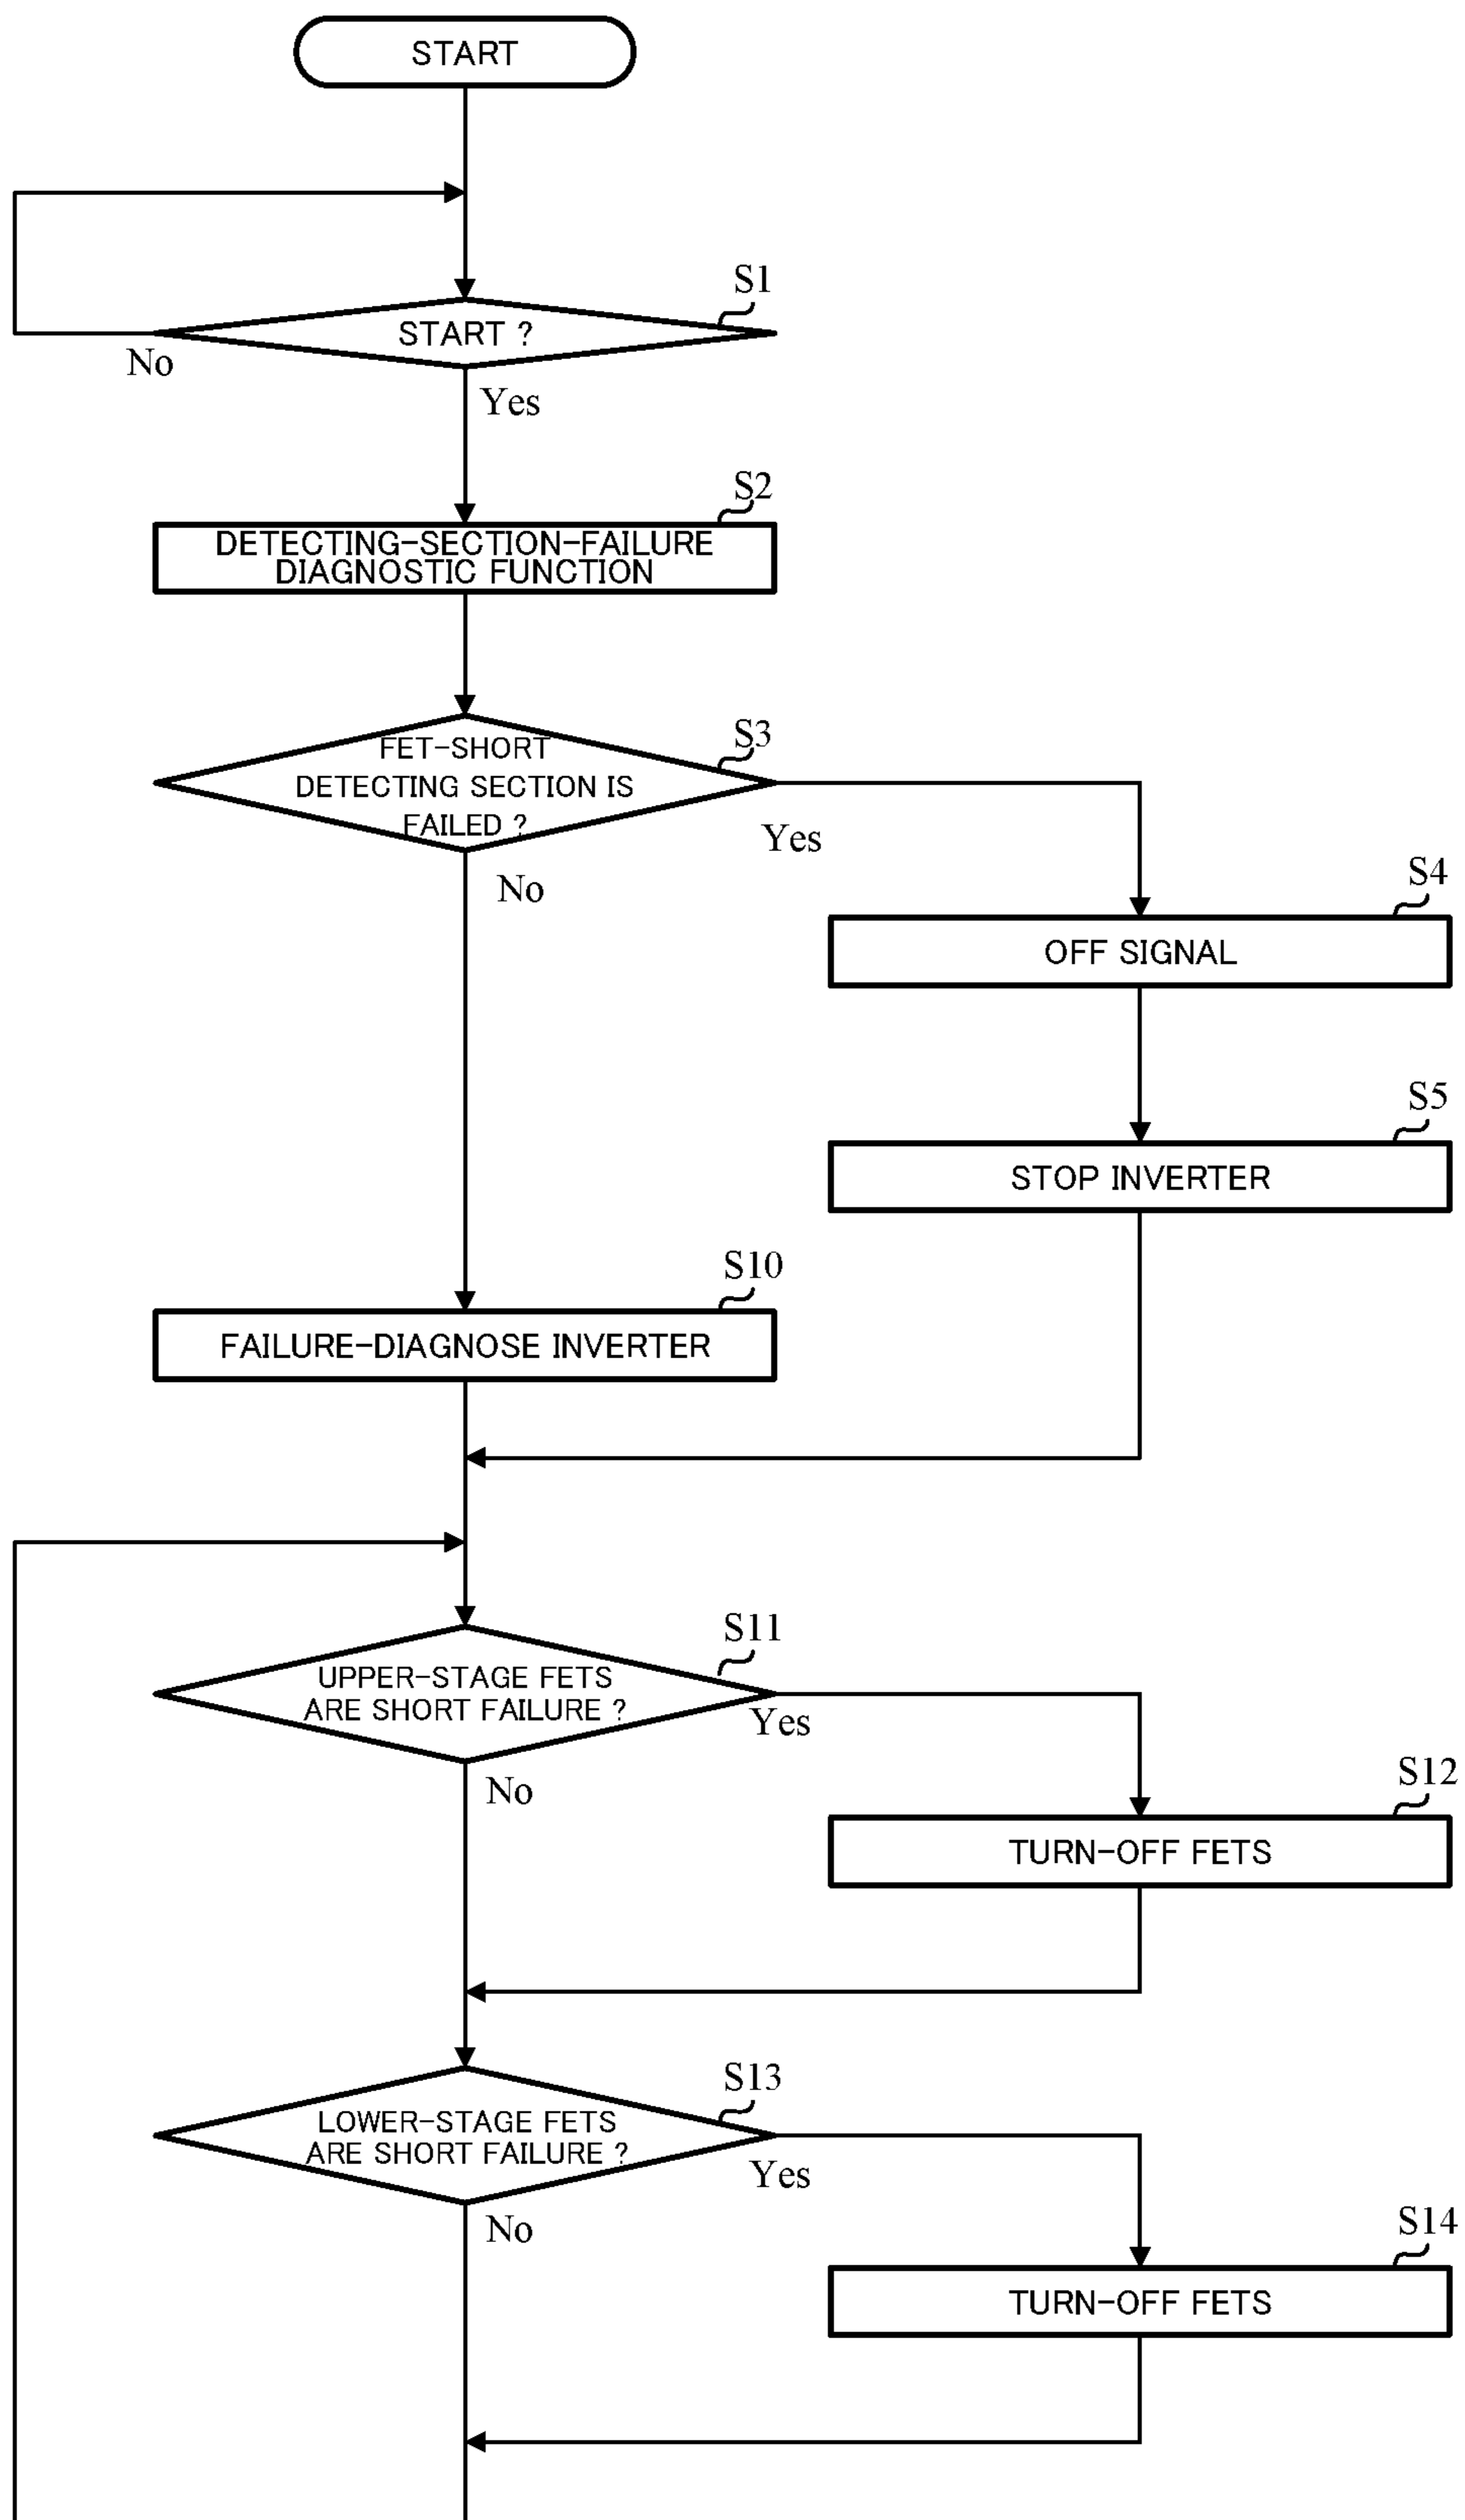 START
S1
START ?
No
Yes
S2
DETECTING-SECTION-FAILURE
DIAGNOSTIC FUNCTION
S3
FET-SHORT
DETECTING SECTION IS
FAILED ?
Yes
No
S4
OFF SIGNAL
S5
STOP INVERTER
S10
FAILURE-DIAGNOSE INVERTER
S11
UPPER-STAGE FETS
ARE SHORT FAILURE ?
Yes
No
S12
TURN-OFF FETS
S13
LOWER-STAGE FETS
ARE SHORT FAILURE ?
Yes
No
S14
TURN-OFF FETS